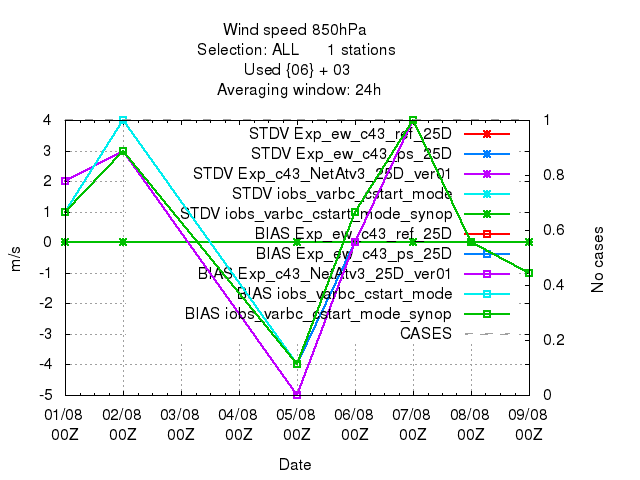 Wind speed 850hPa
Selection: ALL 1 stations
Used {06} + 03
Averaging window: 24h
4
3
2
1
0
-1
-2
-3
-4
-5
m/s
1
0.8
0.6
0.4
0.2
0
No cases
STDV Exp_ew_c43_ref_25D
STDV Exp_ew_c43_ps_25D
STDV Exp_c43_NetAtv3_25D_ver01
STDV iobs_varbc_cstart_mode
STDV iobs_varbc_cstart_mode_synop
BIAS Exp_ew_c43_ref_25D
BIAS Exp_ew_c43_ps_25D
BIAS Exp_c43_NetAtv3_25D_ver01
BIAS iobs_varbc_cstart_mode
BIAS iobs_varbc_cstart_mode_synop
CASES
01/08 02/08 03/08 04/08 05/08 06/08 07/08 08/08 09/08
00Z 00Z 00Z 00Z 00Z 00Z 00Z 00Z 00Z
Date